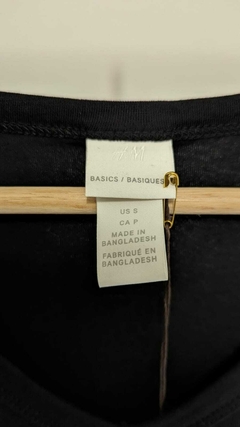 BASICS / BASIQUES
US S
CA P
MADE IN
BANGLADESH
FABRIQUÉ EN
BANGLADESH